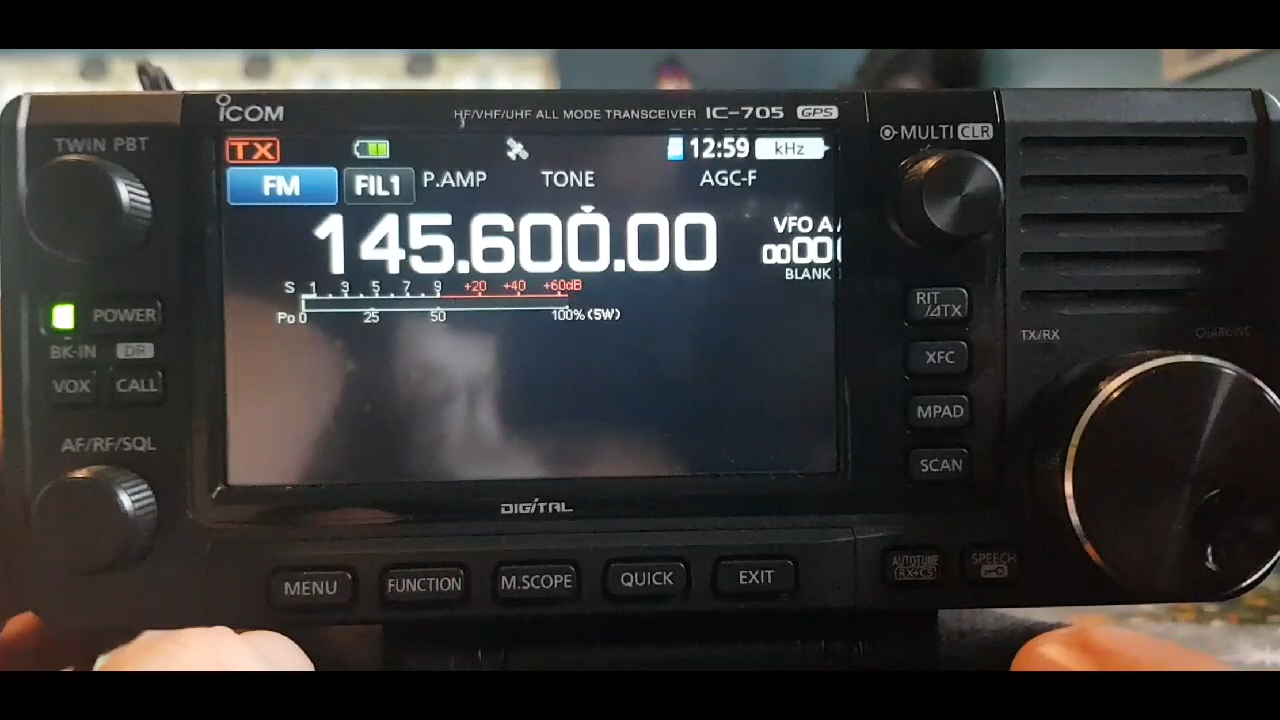 ICOM
HF/VHF/UHF ALL MODE TRANSCEIVER IC-705 GPS
TWIN PBT
MULTI CLR
TX 12:59 kHz
FM FIL1 P.AMP TONE AGC-F
145.600.00
VFO A
BLANK
S 1 3 5 7 9 +20 +40 +60dB
Po 0 25 50 100% (5W)
POWER
BK-IN DR
VOX CALL
AF/RF/SQL
RIT
/⊿TX
XFC
MPAD
SCAN
TX/RX CHARGING
DIGITAL
MENU FUNCTION M.SCOPE QUICK EXIT
AUTOTUNE
RX→CS
SPEECH